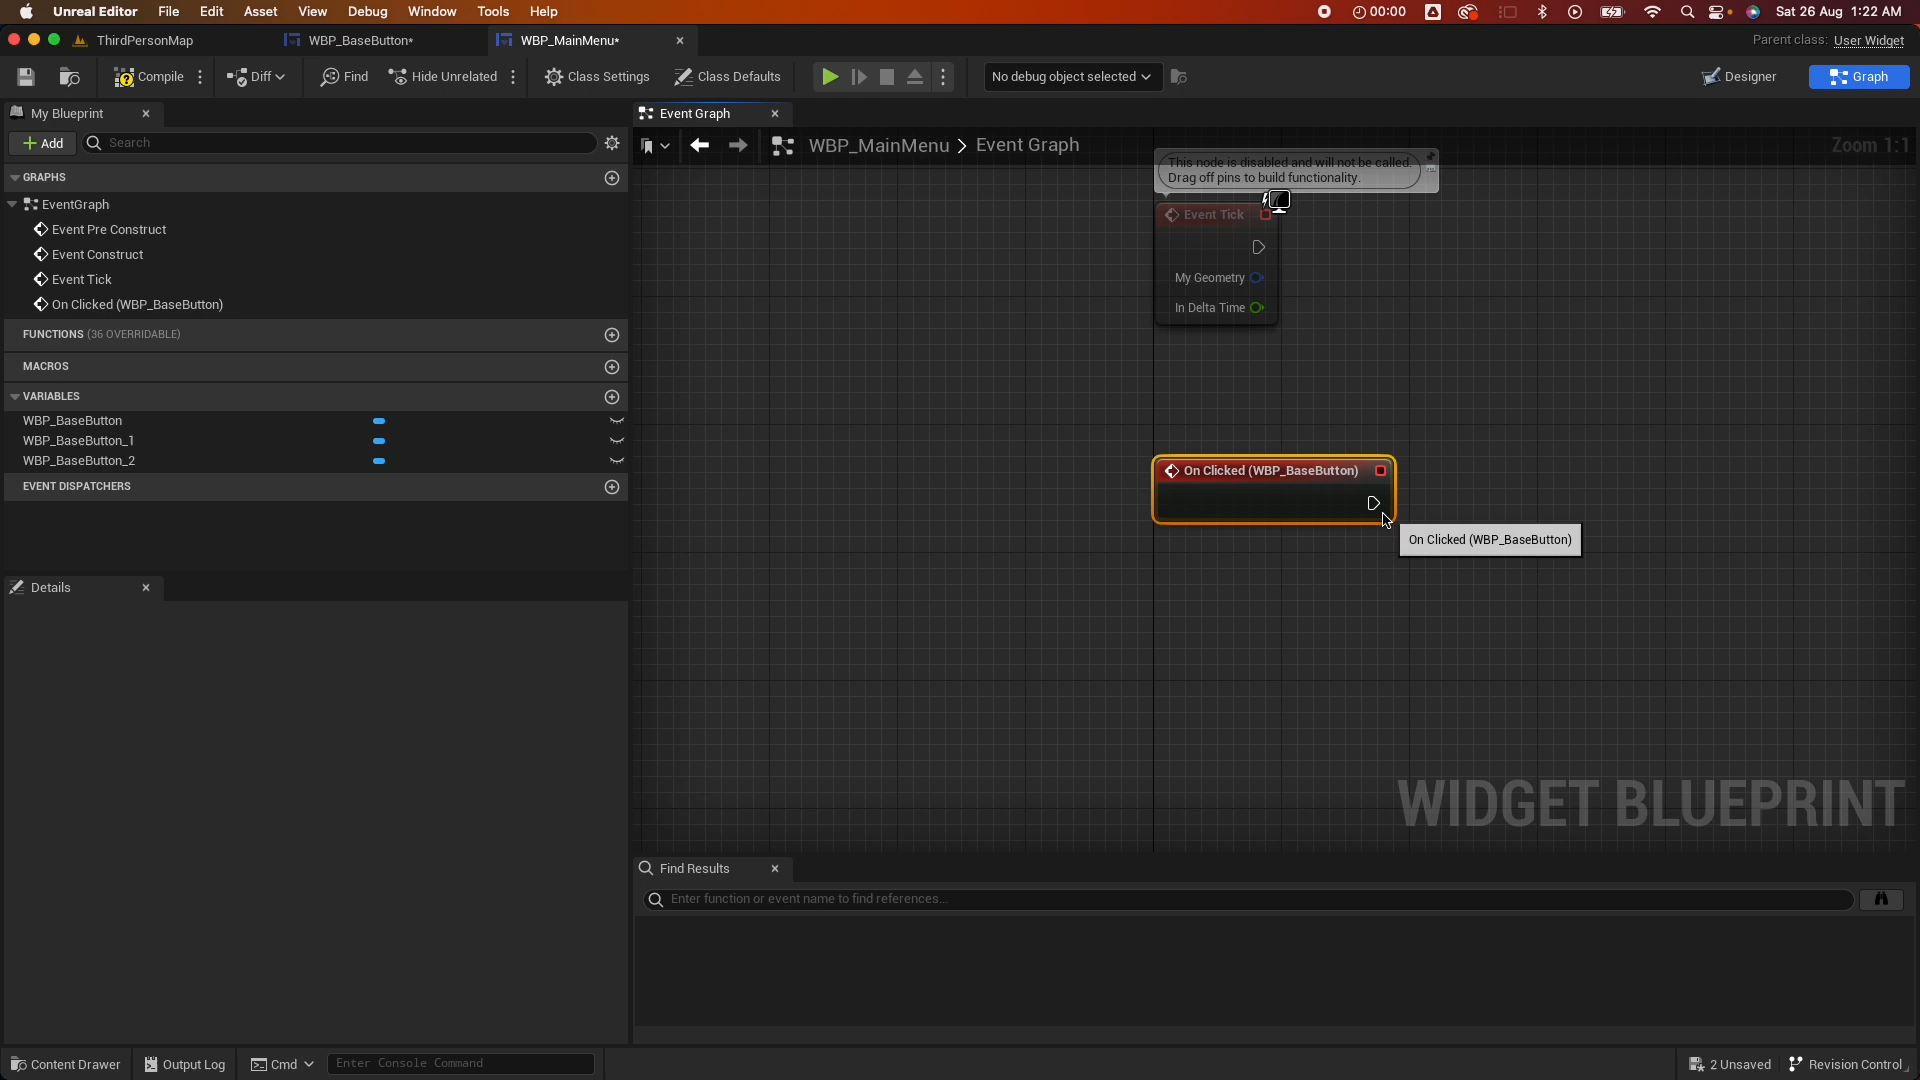 Unreal Editor File Edit Asset View Debug Window Tools Help 00:00 Sat 26 Aug 1:22 AM
ThirdPersonMap WBP_BaseButton* WBP_MainMenu* Parent class: User Widget
Compile Diff Find Hide Unrelated Class Settings Class Defaults No debug object selected Designer Graph
My Blueprint Event Graph
Add Search WBP_MainMenu > Event Graph Zoom 1:1
This node is disabled and will not be called.
Drag off pins to build functionality.
GRAPHS
EventGraph
Event Pre Construct
Event Construct
Event Tick
On Clicked (WBP_BaseButton)
Event Tick
My Geometry
In Delta Time
FUNCTIONS (36 OVERRIDABLE)
MACROS
VARIABLES
WBP_BaseButton
WBP_BaseButton_1
WBP_BaseButton_2
EVENT DISPATCHERS
On Clicked (WBP_BaseButton)
On Clicked (WBP_BaseButton)
Details
WIDGET BLUEPRINT
Find Results
Enter function or event name to find references...
Content Drawer Output Log Cmd Enter Console Command 2 Unsaved Revision Control